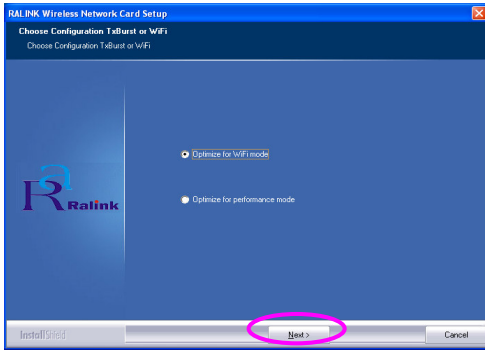 RALINK Wireless Network Card Setup
Choose Configuration TxBurst or WiFi
Choose Configuration TxBurst or WiFi
Optimize for WiFi mode
Ralink
Optimize for performance mode
InstallShield
Next >
Cancel